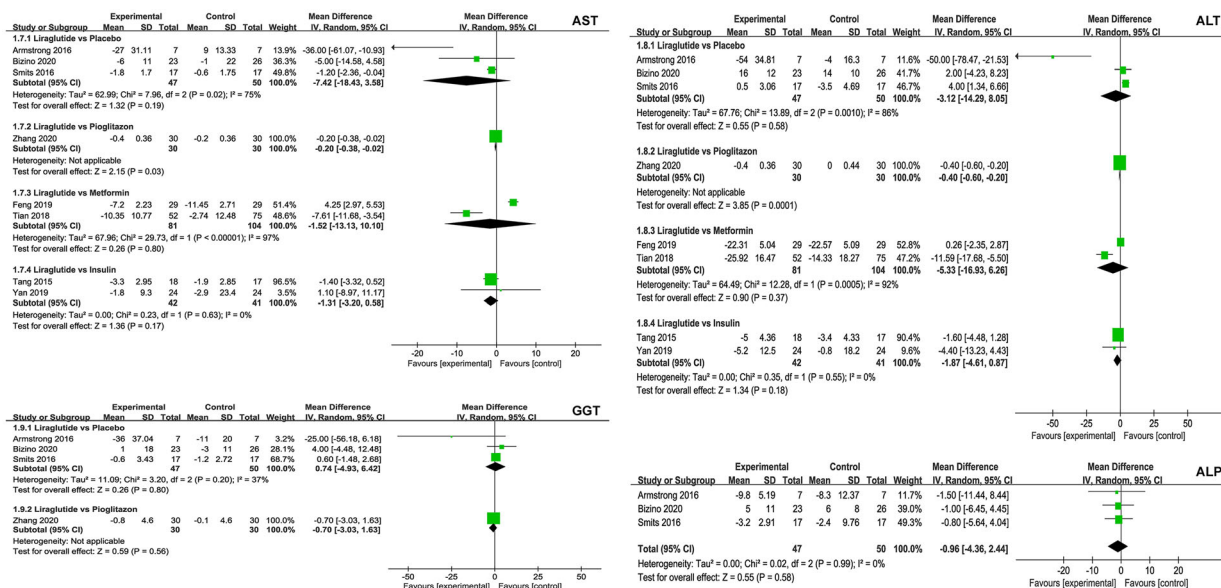 AST
Experimental Control Mean Difference Mean Difference
Study or Subgroup Mean SD Total Mean SD Total Weight IV, Random, 95% CI IV, Random, 95% CI
1.7.1 Liraglutide vs Placebo
Armstrong 2016 -27 31.11 7 9 13.33 7 13.9% -36.00 [-61.07, -10.93]
Bizino 2020 -6 11 23 -1 22 26 36.3% -5.00 [-14.58, 4.58]
Smits 2016 -1.8 1.7 17 -0.6 1.75 17 49.9% -1.20 [-2.36, -0.04]
Subtotal (95% CI) 47 50 100.0% -7.42 [-18.43, 3.58]
Heterogeneity: Tau² = 62.99; Chi² = 7.96, df = 2 (P = 0.02); I² = 75%
Test for overall effect: Z = 1.32 (P = 0.19)
1.7.2 Liraglutide vs Pioglitazon
Zhang 2020 -0.4 0.36 30 -0.2 0.36 30 100.0% -0.20 [-0.38, -0.02]
Subtotal (95% CI) 30 30 100.0% -0.20 [-0.38, -0.02]
Heterogeneity: Not applicable
Test for overall effect: Z = 2.15 (P = 0.03)
1.7.3 Liraglutide vs Metformin
Feng 2019 -7.2 2.23 29 -11.45 2.71 29 51.4% 4.25 [2.97, 5.53]
Tian 2018 -10.35 10.77 52 -2.74 12.48 75 48.6% -7.61 [-11.68, -3.54]
Subtotal (95% CI) 81 104 100.0% -1.52 [-13.13, 10.10]
Heterogeneity: Tau² = 67.96; Chi² = 29.73, df = 1 (P < 0.00001); I² = 97%
Test for overall effect: Z = 0.26 (P = 0.80)
1.7.4 Liraglutide vs Insulin
Tang 2015 -3.3 2.95 18 -1.9 2.85 17 96.5% -1.40 [-3.32, 0.52]
Yan 2019 -1.8 9.3 24 -2.9 23.4 24 3.5% 1.10 [-8.97, 11.17]
Subtotal (95% CI) 42 41 100.0% -1.31 [-3.20, 0.58]
Heterogeneity: Tau² = 0.00; Chi² = 0.23, df = 1 (P = 0.63); I² = 0%
Test for overall effect: Z = 1.36 (P = 0.17)
-20 -10 0 10 20
Favours [experimental] Favours [control]
GGT
Experimental Control Mean Difference Mean Difference
Study or Subgroup Mean SD Total Mean SD Total Weight IV, Random, 95% CI IV, Random, 95% CI
1.9.1 Liraglutide vs Placebo
Armstrong 2016 -36 37.04 7 -11 20 7 3.2% -25.00 [-56.18, 6.18]
Bizino 2020 1 18 23 -3 11 26 28.1% 4.00 [-4.48, 12.48]
Smits 2016 -0.6 3.43 17 -1.2 2.72 17 68.7% 0.60 [-1.48, 2.68]
Subtotal (95% CI) 47 50 100.0% 0.74 [-4.93, 6.42]
Heterogeneity: Tau² = 11.09; Chi² = 3.20, df = 2 (P = 0.20); I² = 37%
Test for overall effect: Z = 0.26 (P = 0.80)
1.9.2 Liraglutide vs Pioglitazon
Zhang 2020 -0.8 4.6 30 -0.1 4.6 30 100.0% -0.70 [-3.03, 1.63]
Subtotal (95% CI) 30 30 100.0% -0.70 [-3.03, 1.63]
Heterogeneity: Not applicable
Test for overall effect: Z = 0.59 (P = 0.56)
-50 -25 0 25 50
Favours [experimental] Favours [control]
ALT
Experimental Control Mean Difference Mean Difference
Study or Subgroup Mean SD Total Mean SD Total Weight IV, Random, 95% CI IV, Random, 95% CI
1.8.1 Liraglutide vs Placebo
Armstrong 2016 -54 34.81 7 -4 16.3 7 11.6% -50.00 [-78.47, -21.53]
Bizino 2020 16 12 23 14 10 26 41.7% 2.00 [-4.23, 8.23]
Smits 2016 0.5 3.06 17 -3.5 4.69 17 46.7% 4.00 [1.34, 6.66]
Subtotal (95% CI) 47 50 100.0% -3.12 [-14.29, 8.05]
Heterogeneity: Tau² = 67.76; Chi² = 13.89, df = 2 (P = 0.0010); I² = 86%
Test for overall effect: Z = 0.55 (P = 0.58)
1.8.2 Liraglutide vs Pioglitazon
Zhang 2020 -0.4 0.36 30 0 0.44 30 100.0% -0.40 [-0.60, -0.20]
Subtotal (95% CI) 30 30 100.0% -0.40 [-0.60, -0.20]
Heterogeneity: Not applicable
Test for overall effect: Z = 3.85 (P = 0.0001)
1.8.3 Liraglutide vs Metformin
Feng 2019 -22.31 5.04 29 -22.57 5.09 29 52.8% 0.26 [-2.35, 2.87]
Tian 2018 -25.92 16.47 52 -14.33 18.27 75 47.2% -11.59 [-17.68, -5.50]
Subtotal (95% CI) 81 104 100.0% -5.33 [-16.93, 6.26]
Heterogeneity: Tau² = 64.49; Chi² = 12.28, df = 1 (P = 0.0005); I² = 92%
Test for overall effect: Z = 0.90 (P = 0.37)
1.8.4 Liraglutide vs Insulin
Tang 2015 -5 4.36 18 -3.4 4.33 17 90.4% -1.60 [-4.48, 1.28]
Yan 2019 -5.2 12.5 24 -0.8 18.2 24 9.6% -4.40 [-13.23, 4.43]
Subtotal (95% CI) 42 41 100.0% -1.87 [-4.61, 0.87]
Heterogeneity: Tau² = 0.00; Chi² = 0.35, df = 1 (P = 0.55); I² = 0%
Test for overall effect: Z = 1.34 (P = 0.18)
-50 -25 0 25 50
Favours [experimental] Favours [control]
ALP
Experimental Control Mean Difference Mean Difference
Study or Subgroup Mean SD Total Mean SD Total Weight IV, Random, 95% CI IV, Random, 95% CI
Armstrong 2016 -9.8 5.19 7 -8.3 12.37 7 11.7% -1.50 [-11.44, 8.44]
Bizino 2020 5 11 23 6 8 26 39.0% -1.00 [-6.45, 4.45]
Smits 2016 -3.2 2.91 17 -2.4 9.76 17 49.3% -0.80 [-5.64, 4.04]
Total (95% CI) 47 50 100.0% -0.96 [-4.36, 2.44]
Heterogeneity: Tau² = 0.00; Chi² = 0.02, df = 2 (P = 0.99); I² = 0%
Test for overall effect: Z = 0.55 (P = 0.58)
-20 -10 0 10 20
Favours [experimental] Favours [control]